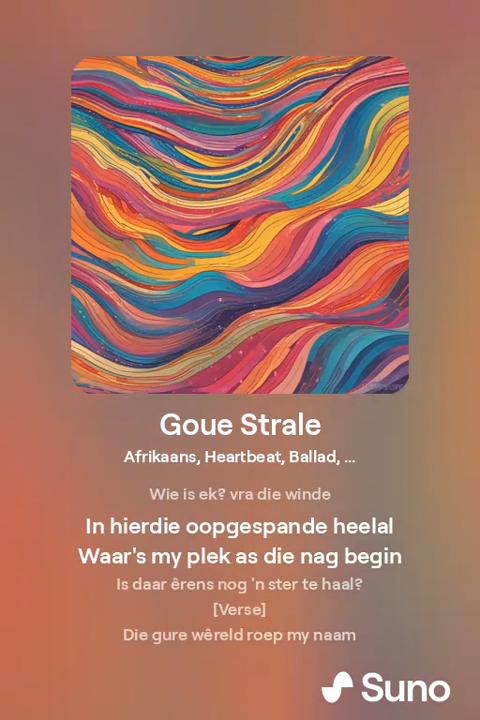 Goue Strale
Afrikaans, Heartbeat, Ballad, ...
Wie is ek? vra die winde
In hierdie oopgespande heelal
Waar's my plek as die nag begin
Is daar êrens nog 'n ster te haal?
[Verse]
Die gure wêreld roep my naam
Suno